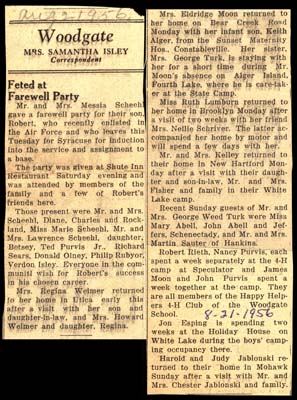 Aug 2 1956
Woodgate
MRS. SAMANTHA ISLEY
Correspondent
Feted at
Farewell Party
Mr. and Mrs. Messia Scheehl
gave a farewell party for their son,
Robert, who recently enlisted in
the Air Force and who leaves this
Tuesday for Syracuse for induction
into the service and assignment to
a base.
The party was given at Shute Inn
Restaurant Saturday evening and
was attended by members of the
family and a few of Robert's
friends here.
Those present were Mr. and Mrs.
Scheehl, Diane, Charles and Rock-
land, Miss Marie Scheehl, Mr. and
Mrs. Lawrence Scheehl, daughter,
Betsey, Ted Purvis Jr., Richard
Sears, Donald Olney, Philip Rubyor,
Verdon Isley. Everyone in the com-
muniti wish for Robert's success
in his chosen career.
Mrs. Regina Weimer returned
to her home in Utica early this
after a visit with her son and
daughter-in-law, and Mrs. Howard
Weimer and daughter, Regina.
Mrs. Eldridge Moon returned to
her home on Bear Creek Road
Monday with her infant son, Keith
Alger, from the Sunset Maternity
Hos., Constableville. Her sister,
Mrs. George Turk, is staying with
her for a short time during Mr.
Moon's absence on Alger Island,
Fourth Lake, where he is care-tak-
er at the State Camp.
Miss Ruth Lumburn returned to
her home in Brooklyn Monday after
a visit of two weeks with her friend
Mrs. Nellie Schriver. The latter ac-
companied her home by motor and
will spend a few days with her.
Mr. and Mrs. Kelley returned to
their home in New Hartford Mon-
day after a visit with their daugh-
ter and son-in-law, Mr. and Mrs.
Fisher and family in their White
Lake camp.
Recent Sunday guests of Mr. and
Mrs. George Weed Turk were Miss
Mary Abell, John Abell and Jef-
fers, Schenectady, and Mr. and Mrs.
Martin Sauter of Hankins.
Robert Rieth, Nancy Purvis, each
spent a week separately at the 4-H
camp at Speculator and James
Moon and John Purvis spent a
week together at the camp. They
are all members of the Happy Help-
ers 4-H Club of the Woodgate
School. 8-21-1956
Jon Esping is spending two
weeks at the Holiday House on
White Lake during the boys' camp-
ing occupancy there.
Harold and Judy Jablonski re-
turned to their home in Mohawk
Sunday after a visit with Mr. and
Mrs. Chester Jablonski and family.